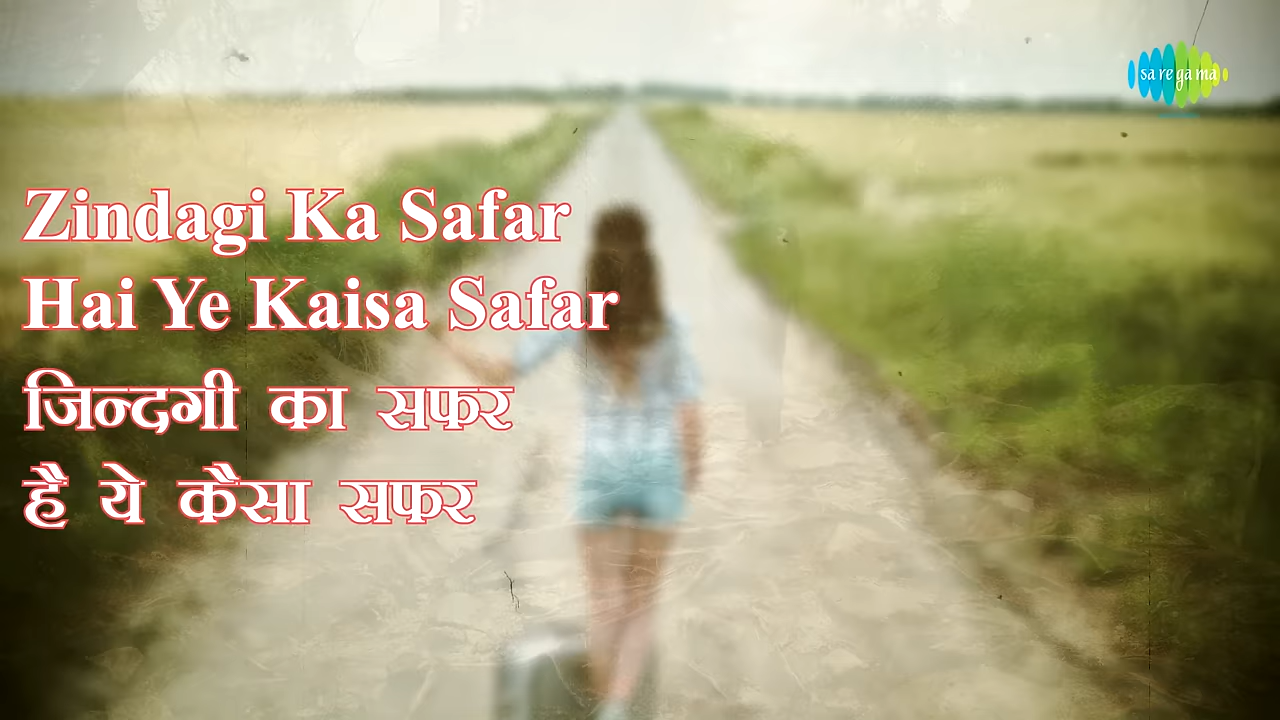 sa re ga ma
Zindagi Ka Safar
Hai Ye Kaisa Safar
जिन्दगी का सफर
है ये कैसा सफर